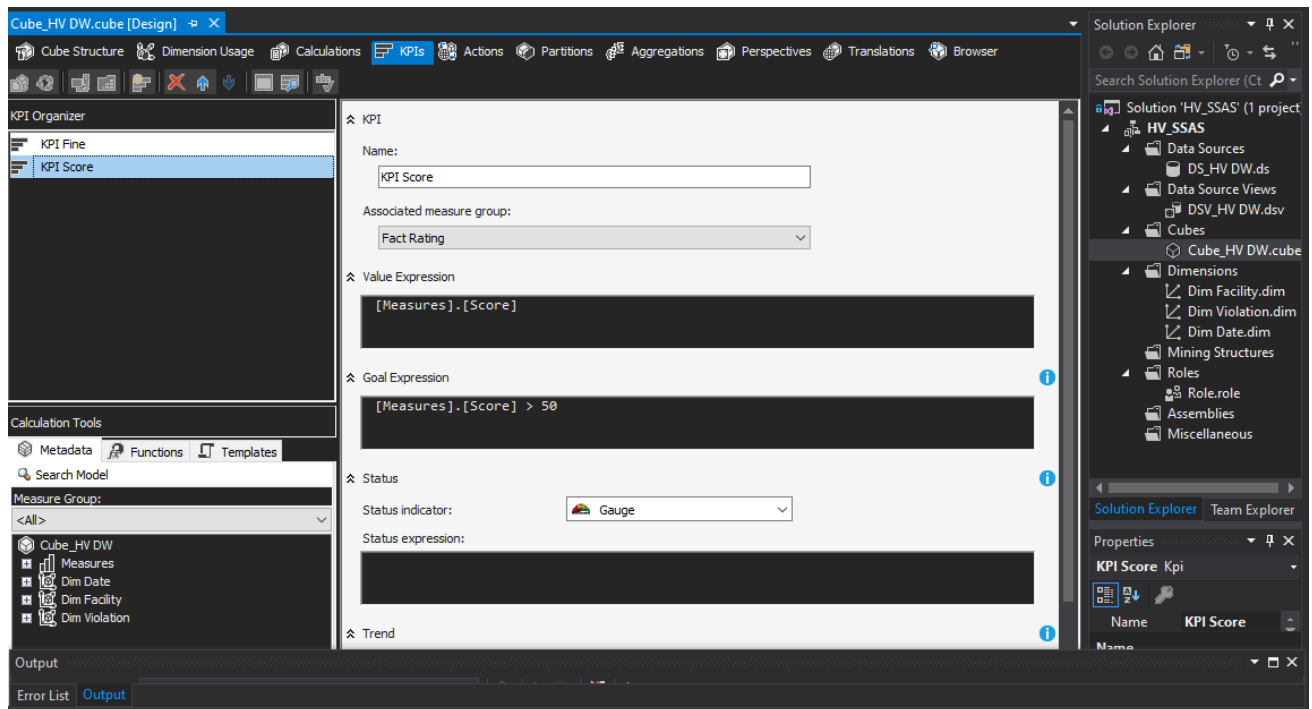 Cube_HV DW.cube [Design]
Cube Structure Dimension Usage Calculations KPIs Actions Partitions Aggregations Perspectives Translations Browser
KPI Organizer
KPI Fine
KPI Score
Calculation Tools
Metadata Functions Templates
Search Model
Measure Group:
<All>
Cube_HV DW
Measures
Dim Date
Dim Facility
Dim Violation
KPI
Name:
KPI Score
Associated measure group:
Fact Rating
Value Expression
[Measures].[Score]
Goal Expression
[Measures].[Score] > 50
Status
Status indicator: Gauge
Status expression:
Trend
Solution Explorer
Search Solution Explorer (Ct
Solution 'HV_SSAS' (1 project
HV_SSAS
Data Sources
DS_HV DW.ds
Data Source Views
DSV_HV DW.dsv
Cubes
Cube_HV DW.cube
Dimensions
Dim Facility.dim
Dim Violation.dim
Dim Date.dim
Mining Structures
Roles
Role.role
Assemblies
Miscellaneous
Solution Explorer Team Explorer
Properties
KPI Score Kpi
Name KPI Score
Name
Output
Error List Output